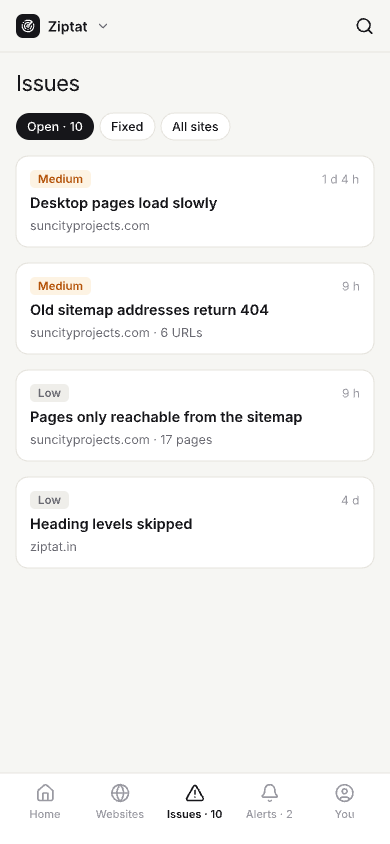 Ziptat
Issues
Open · 10
Fixed
All sites
Medium
1 d 4 h
Desktop pages load slowly
suncityprojects.com
Medium
9 h
Old sitemap addresses return 404
suncityprojects.com · 6 URLs
Low
9 h
Pages only reachable from the sitemap
suncityprojects.com · 17 pages
Low
4 d
Heading levels skipped
ziptat.in
Home
Websites
Issues · 10
Alerts · 2
You